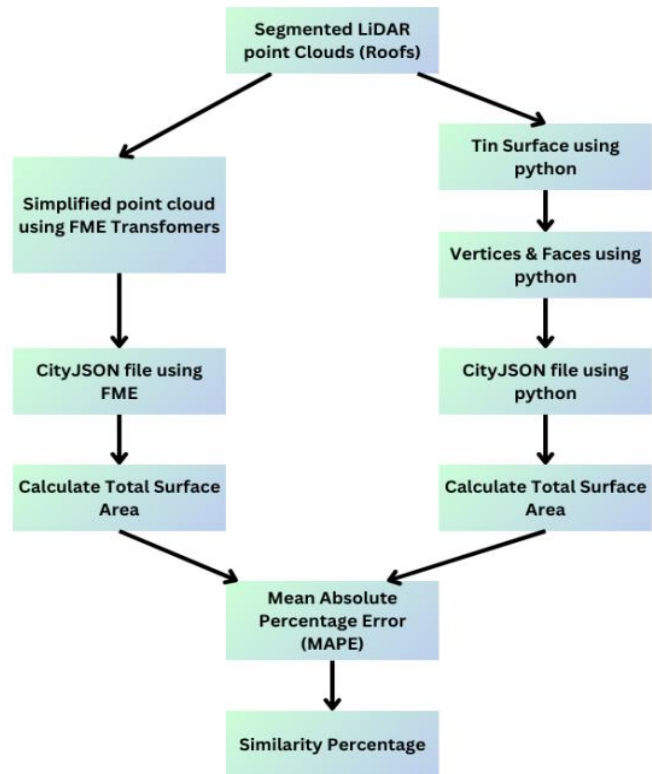 Segmented LiDAR
point Clouds (Roofs)
Tin Surface using
python
Simplified point cloud
using FME Transfomers
Vertices & Faces using
python
CityJSON file using
FME
CityJSON file using
python
Calculate Total Surface
Area
Calculate Total Surface
Area
Mean Absolute
Percentage Error
(MAPE)
Similarity Percentage